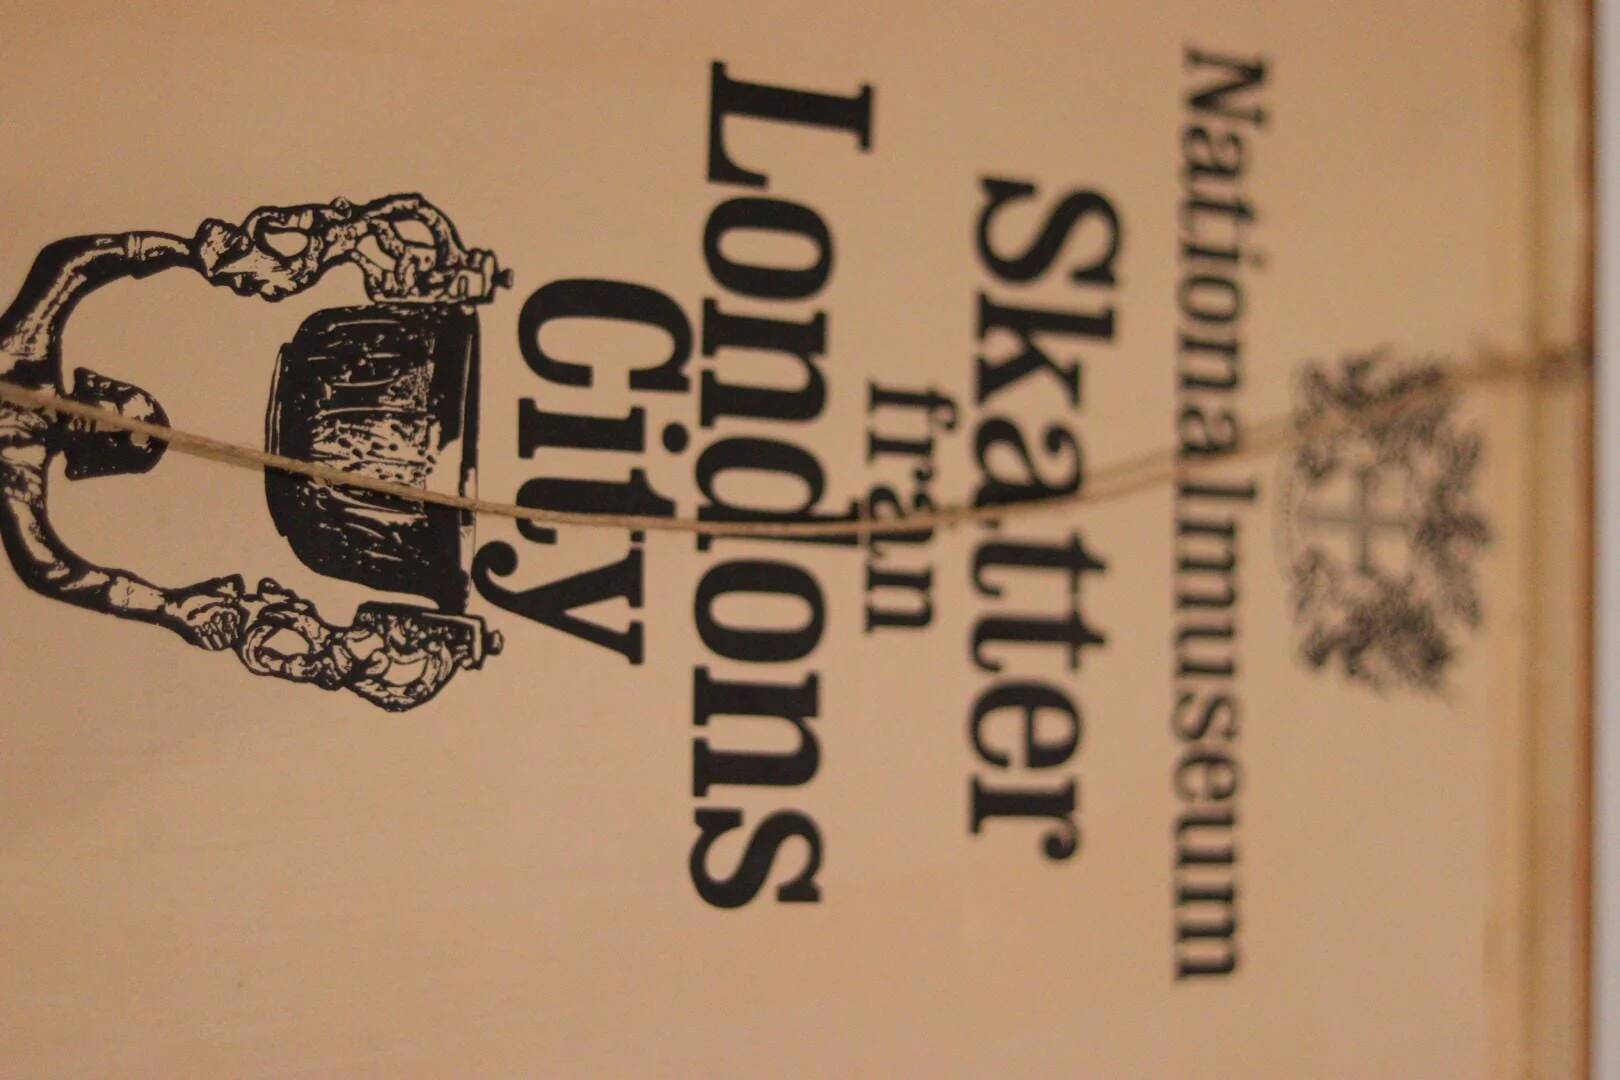 Nationalmuseum
Skatter
från
Londons
City